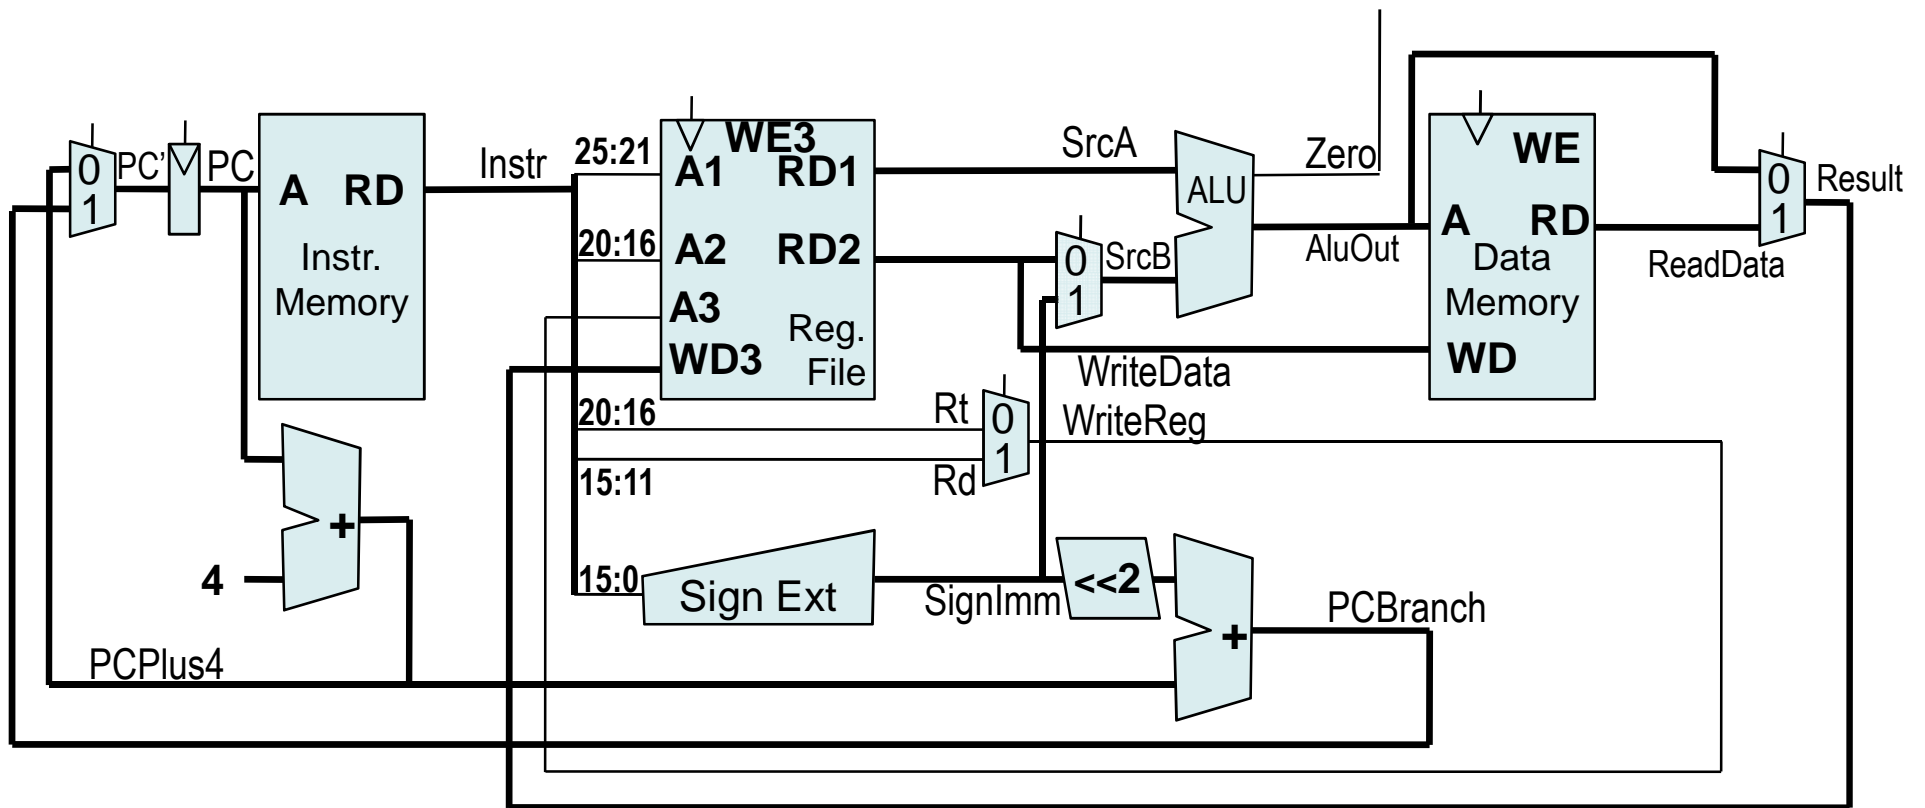 0
1
PC'
PC
A RD
Instr.
Memory
Instr
25:21
20:16
WE3
A1 RD1
A2 RD2
A3
WD3
Reg.
File
SrcA
0
1
SrcB
ALU
Zero
AluOut
WE
A RD
Data
Memory
WD
ReadData
0
1
Result
WriteData
WriteReg
20:16
Rt
0
1
15:11
Rd
+
4
15:0
Sign Ext
SignImm
<<2
+
PCBranch
PCPlus4